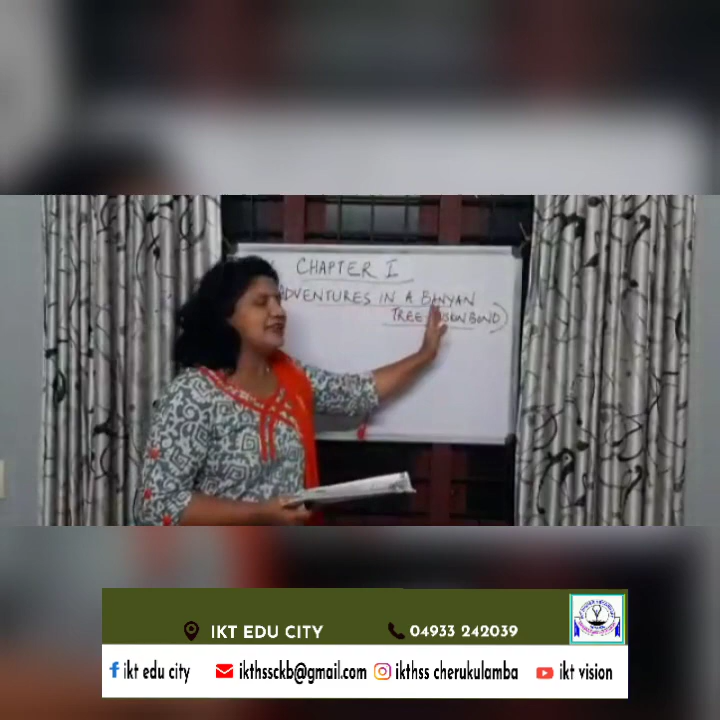 CHAPTER I
ADVENTURES IN A BANYAN
TREE
IKT EDU CITY
04933 242039
ikt edu city
ikthssckb@gmail.com
ikthss cherukulamba
ikt vision